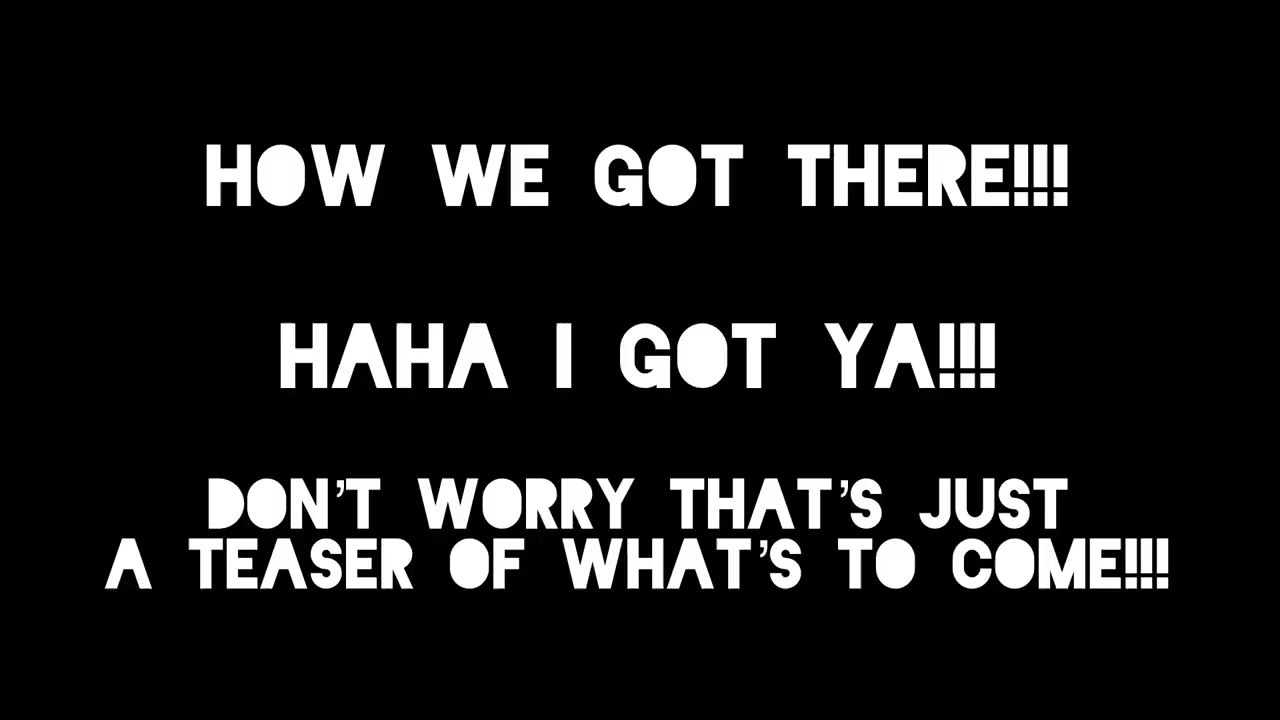 HOW WE GOT THERE!!!
HAHA I GOT YA!!!
DON'T WORRY THAT'S JUST
A TEASER OF WHAT'S TO COME!!!